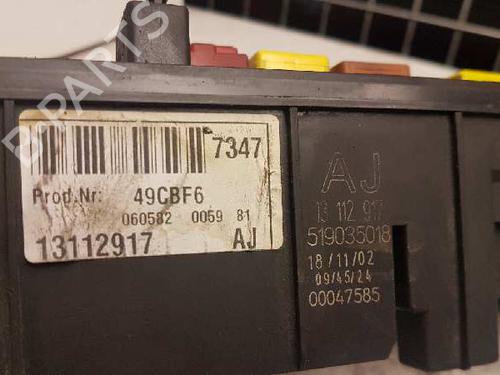 B-PARTS
7347
Prod.Nr: 49CBF6
060582 0059 81
13112917 AJ
AJ
13 112 917
519035018
18/11/02
09/45/24
00047585